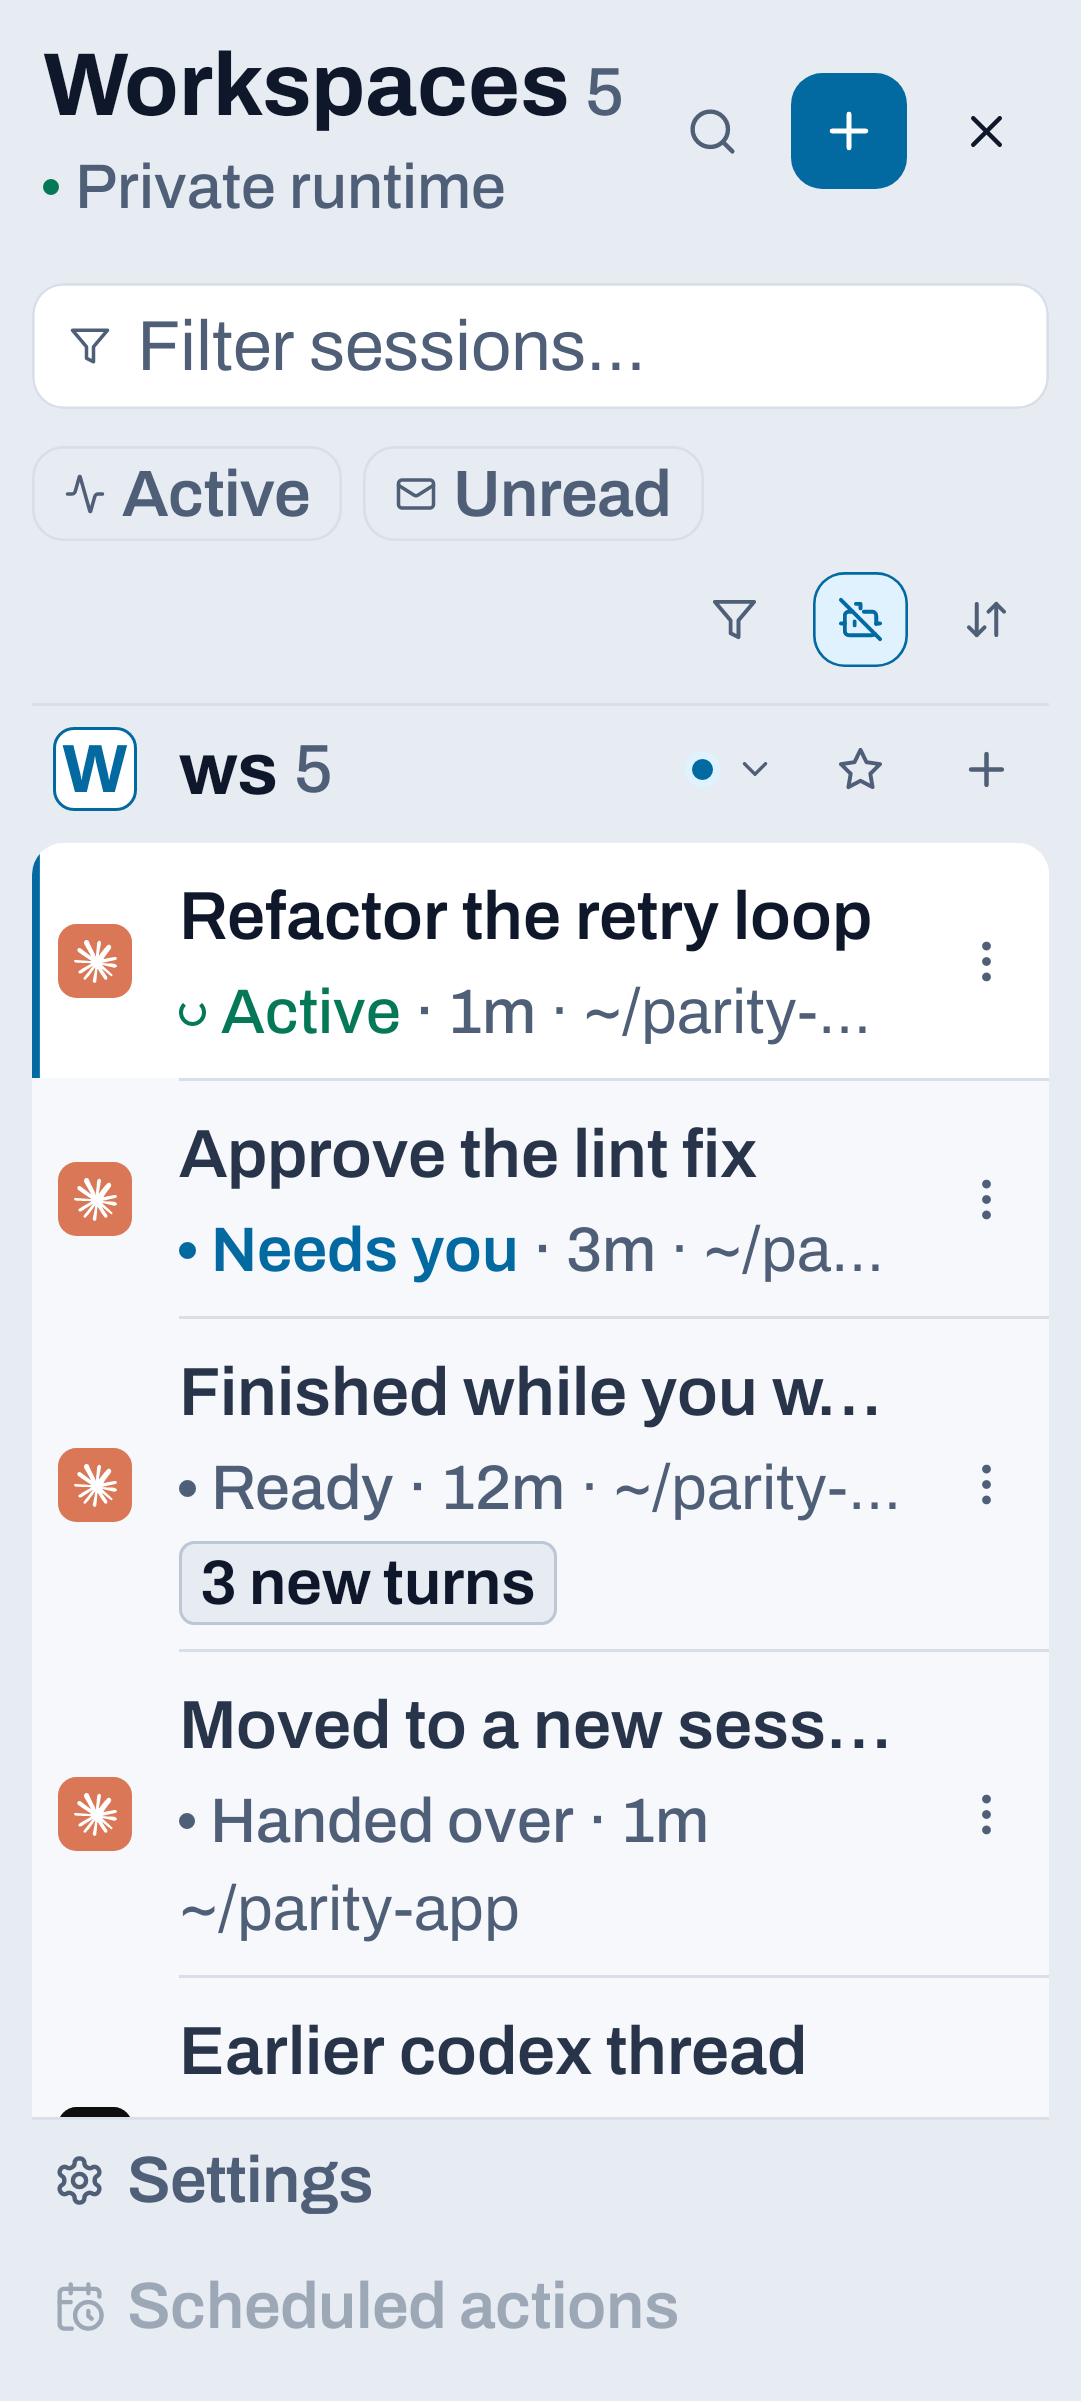 Workspaces 5
• Private runtime
Filter sessions...
Active
Unread
W ws 5
Refactor the retry loop
Active · 1m · ~/parity-...
Approve the lint fix
• Needs you · 3m · ~/pa...
Finished while you w...
• Ready · 12m · ~/parity-...
3 new turns
Moved to a new sess...
• Handed over · 1m
~/parity-app
Earlier codex thread
Settings
Scheduled actions